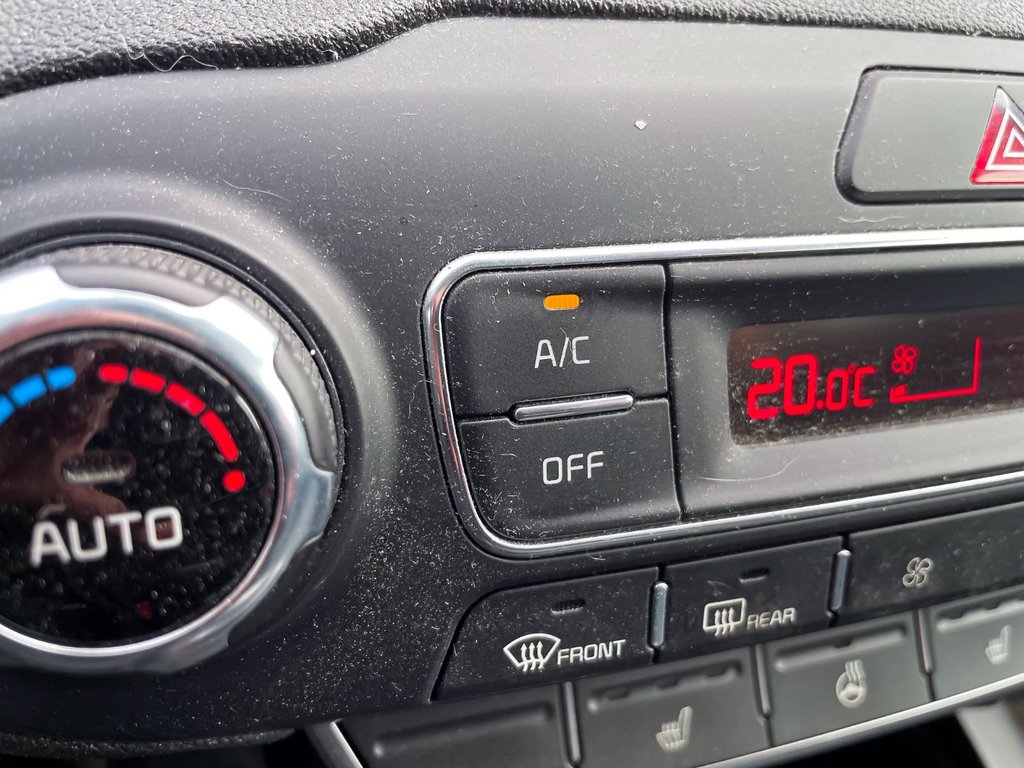 A/C
20.0°C
OFF
AUTO
FRONT
REAR